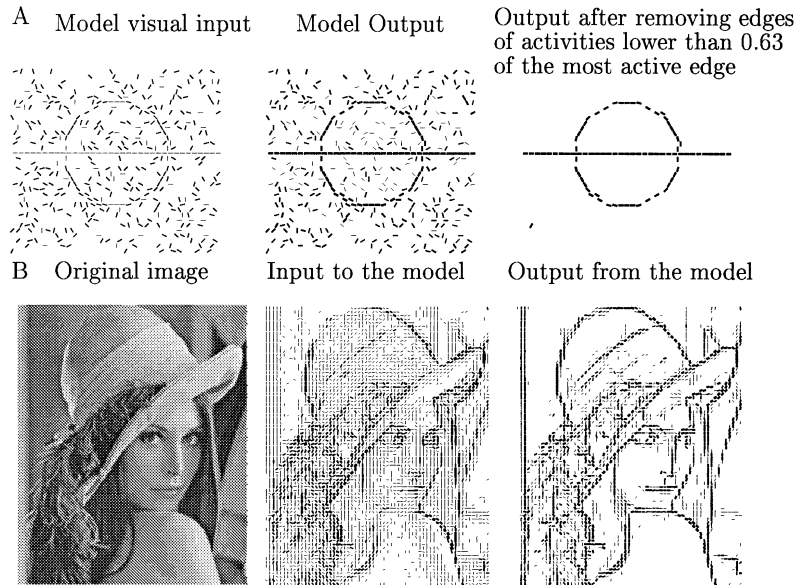 A
Model visual input
Model Output
Output after removing edges
of activities lower than 0.63
of the most active edge
B
Original image
Input to the model
Output from the model